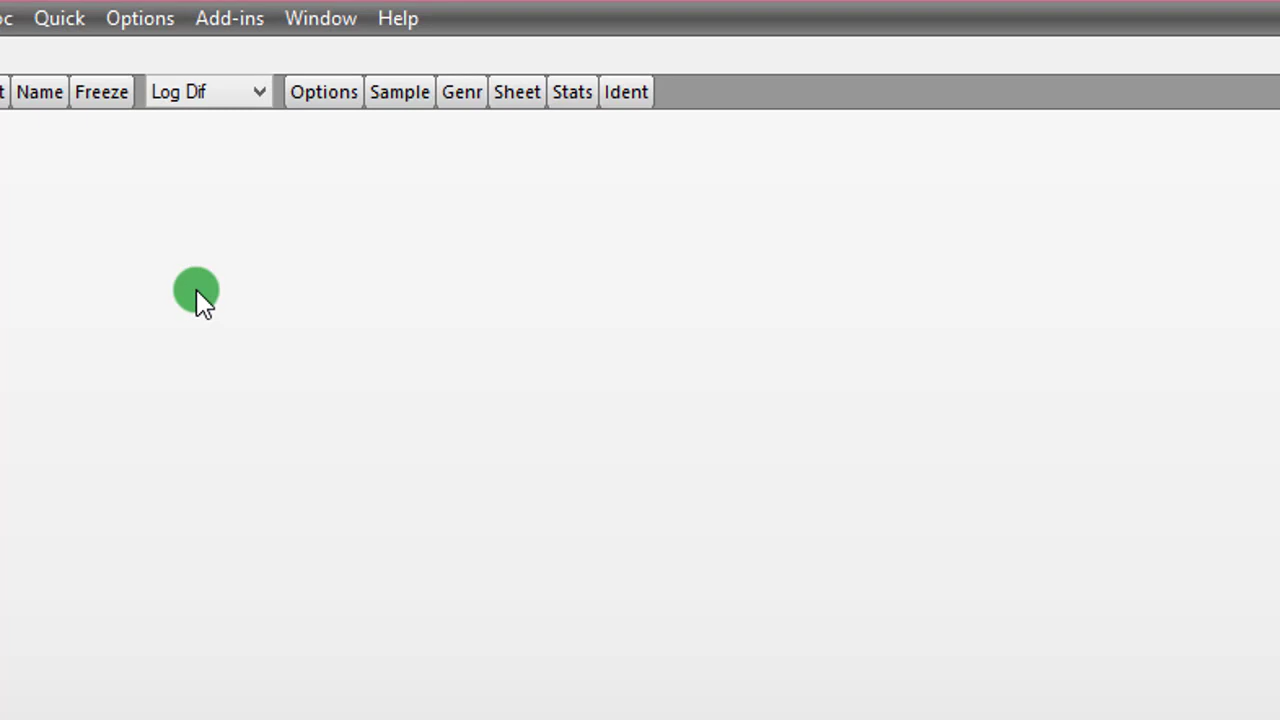 Quick Options Add-ins Window Help
Name Freeze Log Dif Options Sample Genr Sheet Stats Ident